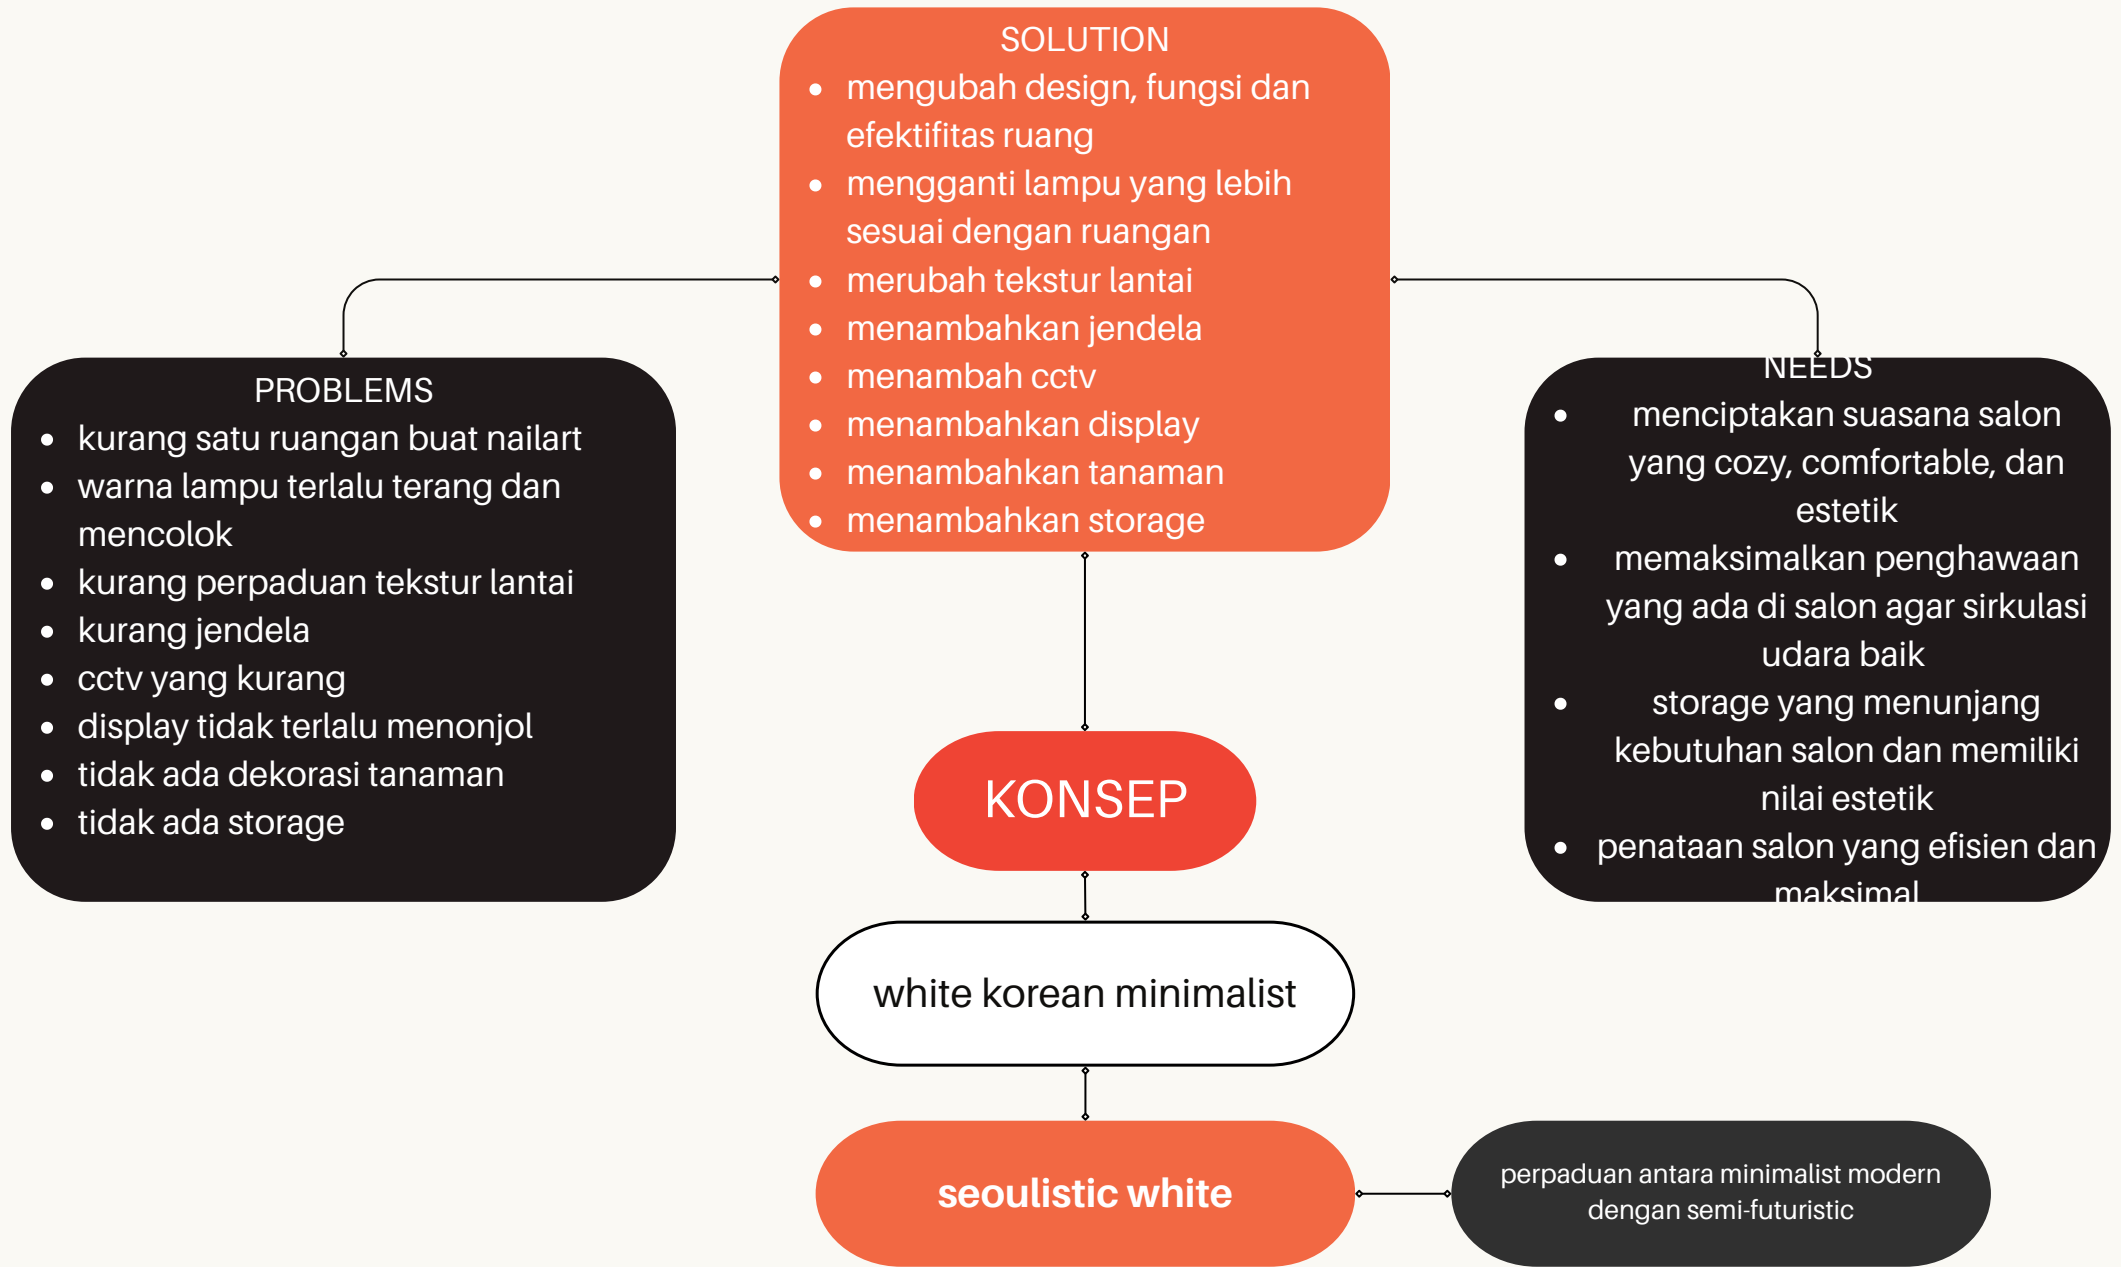 SOLUTION
• mengubah design, fungsi dan
efektifitas ruang
• mengganti lampu yang lebih
sesuai dengan ruangan
• merubah tekstur lantai
• menambahkan jendela
• menambah cctv
• menambahkan display
• menambahkan tanaman
• menambahkan storage
PROBLEMS
• kurang satu ruangan buat nailart
• warna lampu terlalu terang dan
mencolok
• kurang perpaduan tekstur lantai
• kurang jendela
• cctv yang kurang
• display tidak terlalu menonjol
• tidak ada dekorasi tanaman
• tidak ada storage
NEEDS
• menciptakan suasana salon
yang cozy, comfortable, dan
estetik
• memaksimalkan penghawaan
yang ada di salon agar sirkulasi
udara baik
• storage yang menunjang
kebutuhan salon dan memiliki
nilai estetik
• penataan salon yang efisien dan
maksimal
KONSEP
white korean minimalist
seoulistic white
perpaduan antara minimalist modern
dengan semi-futuristic